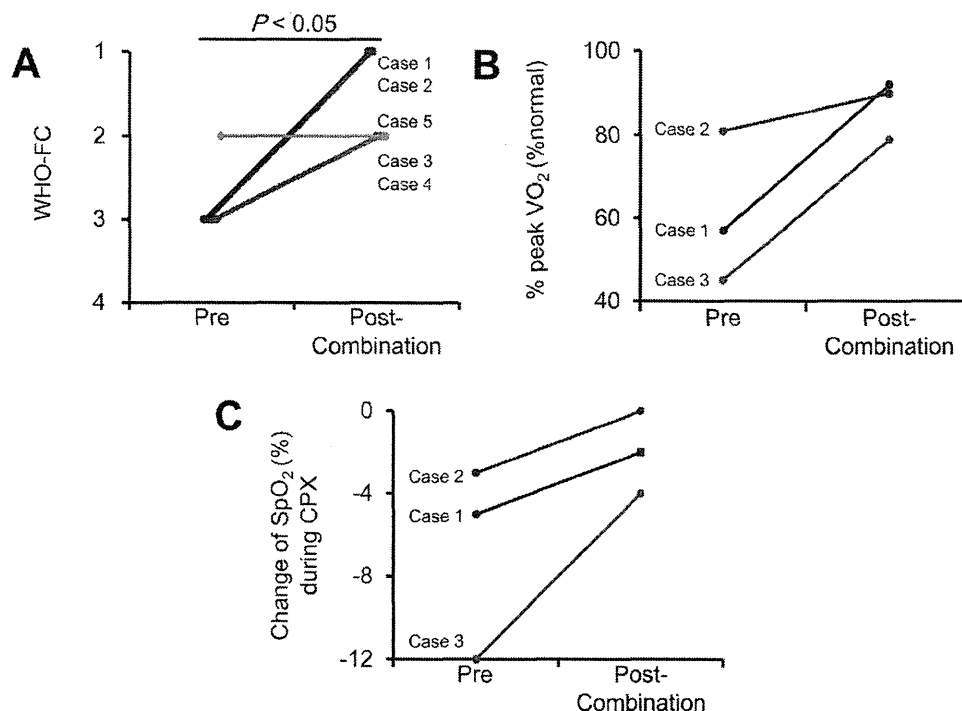 A
P < 0.05
WHO-FC
1
2
3
4
Case 1
Case 2
Case 5
Case 3
Case 4
Pre
Post-
Combination
B
% peak VO₂ (%normal)
100
80
60
40
Case 2
Case 1
Case 3
Pre
Post-
Combination
C
Change of SpO₂ (%)
during CPX
0
-4
-8
-12
Case 2
Case 1
Case 3
Pre
Post-
Combination